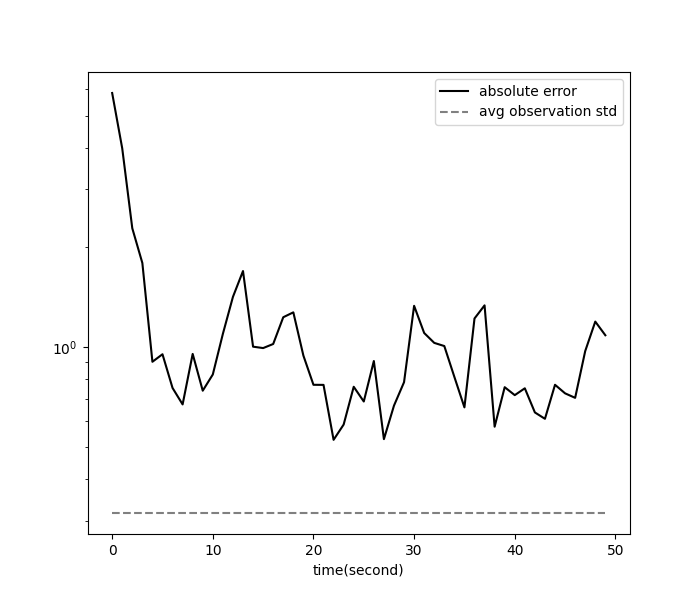 absolute error
avg observation std
10⁰
0 10 20 30 40 50
time(second)